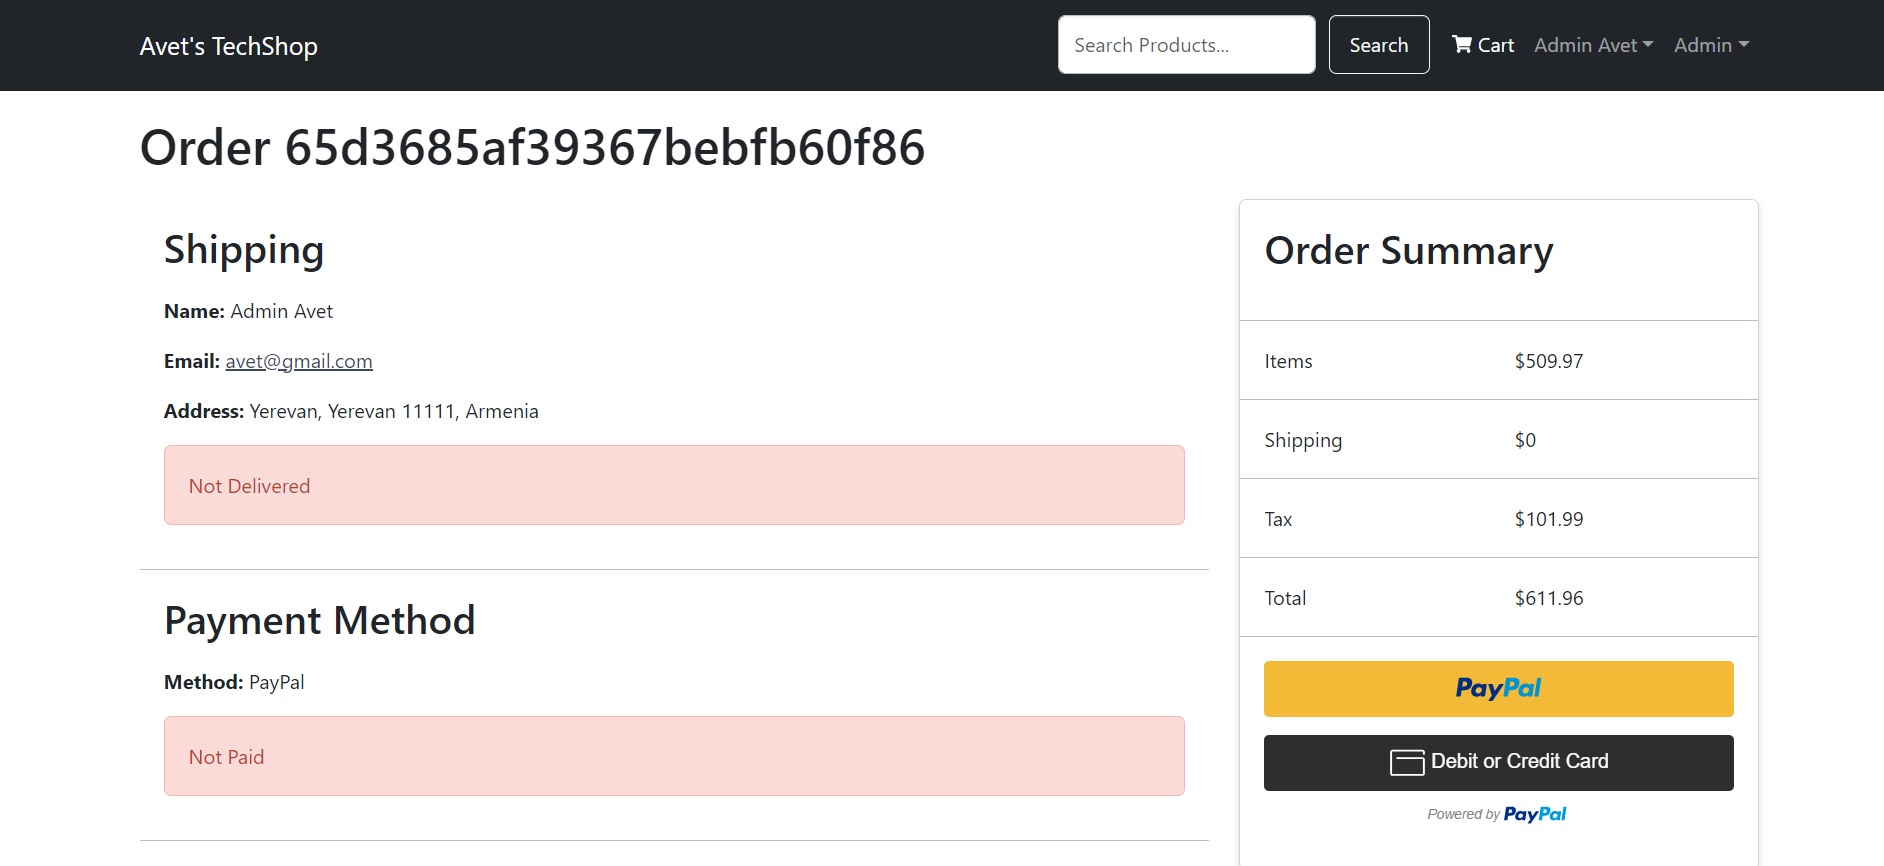 Avet's TechShop
Search Products...
Search
Cart
Admin Avet
Admin
Order 65d3685af39367bebfb60f86
Shipping
Name: Admin Avet
Email: avet@gmail.com
Address: Yerevan, Yerevan 11111, Armenia
Not Delivered
Payment Method
Method: PayPal
Not Paid
Order Summary
Items $509.97
Shipping $0
Tax $101.99
Total $611.96
PayPal
Debit or Credit Card
Powered by PayPal